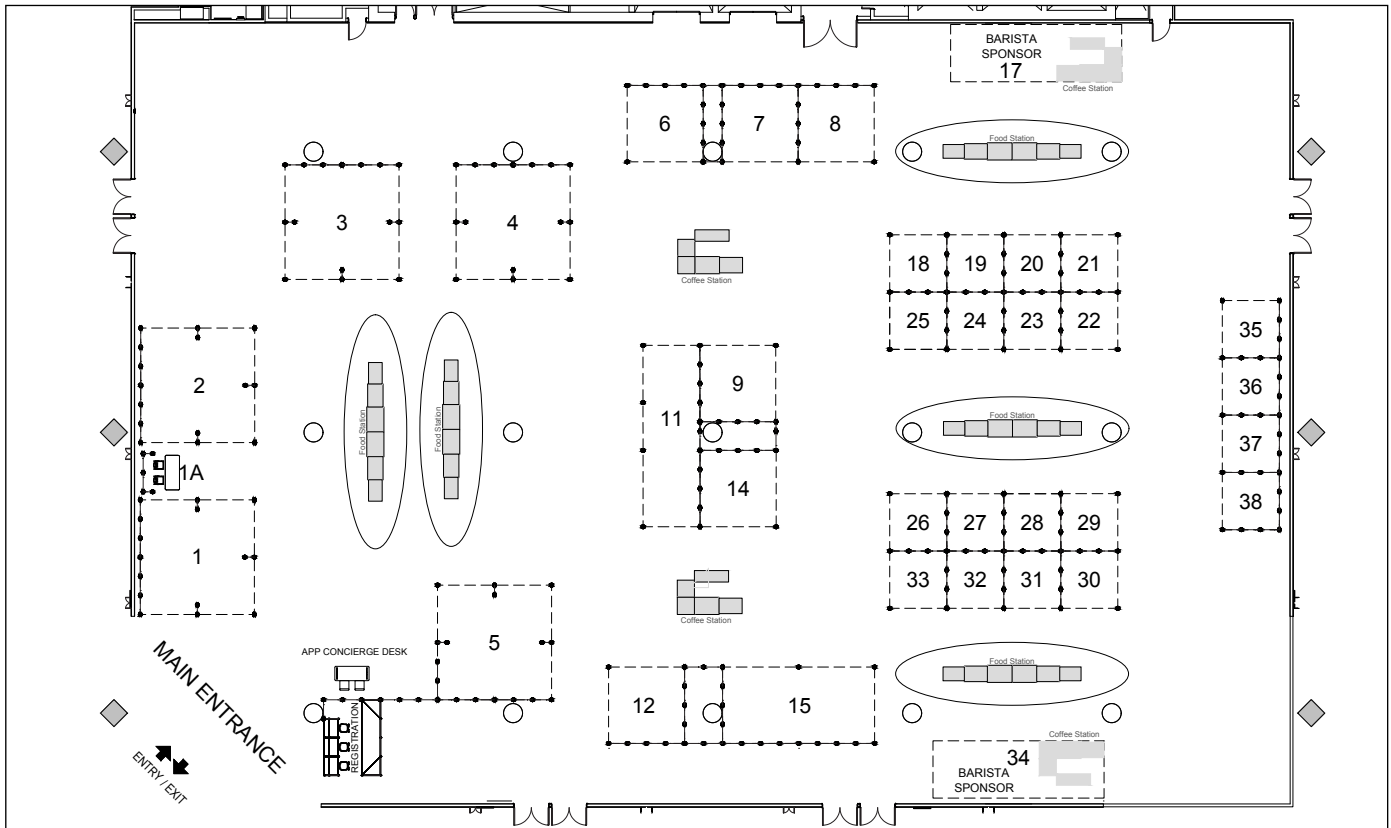 BARISTA
SPONSOR
17
Coffee Station
6
7
8
Food Station
3
4
18
19
20
21
Coffee Station
25
24
23
22
35
2
9
36
11
Food Station
Food Station
Food Station
37
1A
14
38
26
27
28
29
1
33
32
31
30
Coffee Station
5
APP CONCIERGE DESK
MAIN ENTRANCE
Food Station
12
15
REGISTRATION
ENTRY / EXIT
Coffee Station
34
BARISTA
SPONSOR